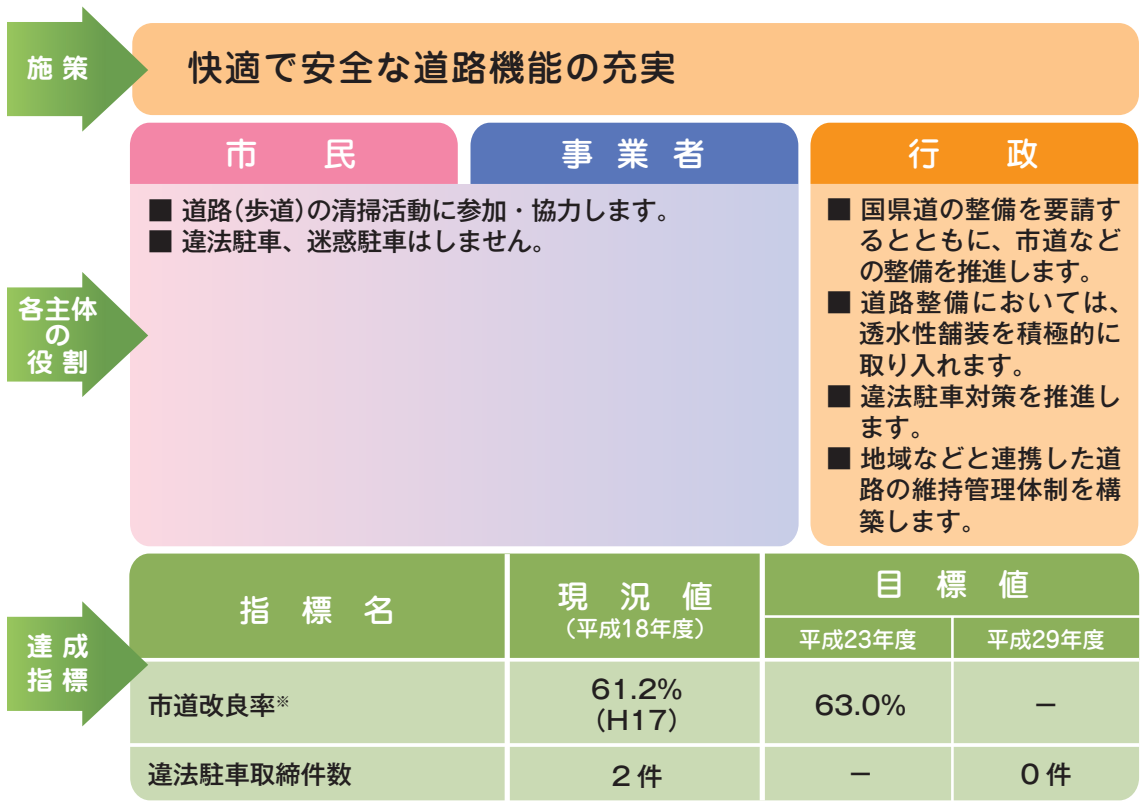 施策
快適で安全な道路機能の充実
市民
事業者
行政
各主体
の
役割
■ 道路(歩道)の清掃活動に参加・協力します。
■ 違法駐車、迷惑駐車はしません。
■ 国県道の整備を要請す
るとともに、市道など
の整備を推進します。
■ 道路整備においては、
透水性舗装を積極的に
取り入れます。
■ 違法駐車対策を推進し
ます。
■ 地域などと連携した道
路の維持管理体制を構
築します。
達成
指標
指標名
現況値
(平成18年度)
目標値
平成23年度
平成29年度
市道改良率※
61.2%
(H17)
63.0%
－
違法駐車取締件数
2件
－
0件